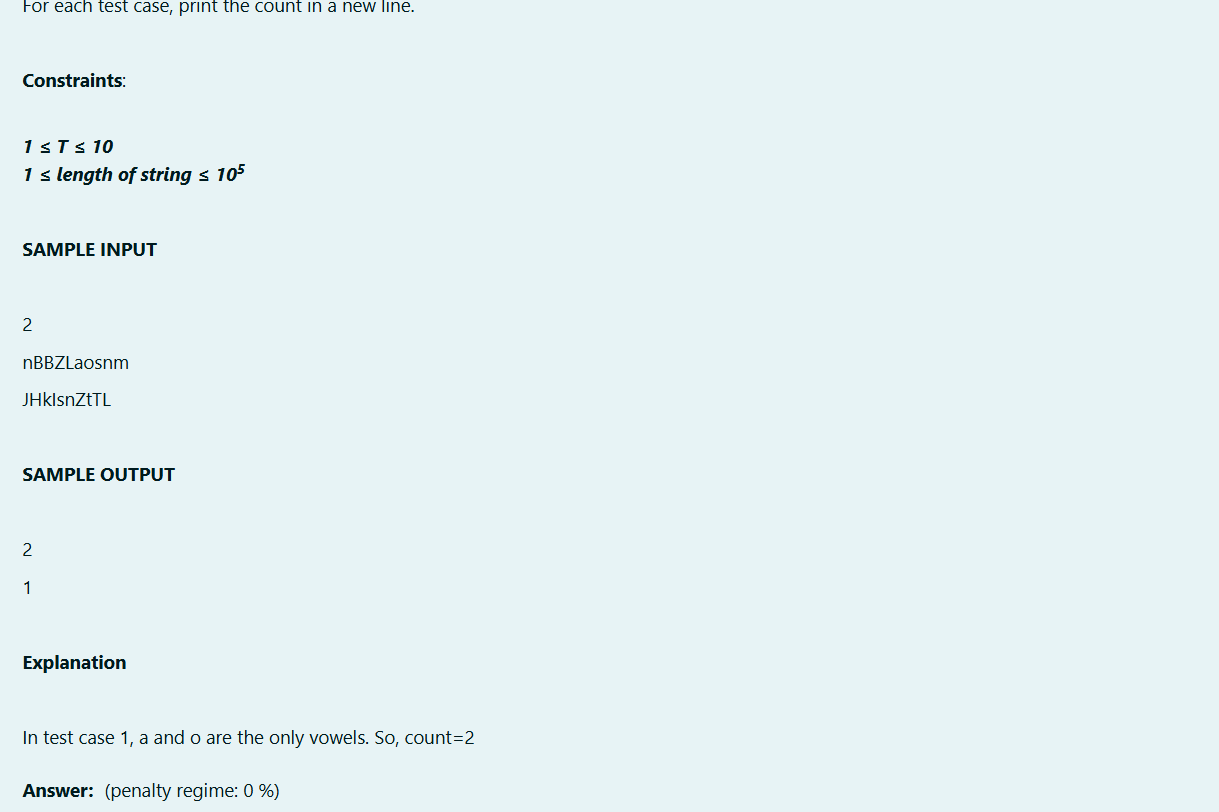 For each test case, print the count in a new line.
Constraints:
1 ≤ T ≤ 10
1 ≤ length of string ≤ 10⁵
SAMPLE INPUT
2
nBBZLaosnm
JHkIsnZtTL
SAMPLE OUTPUT
2
1
Explanation
In test case 1, a and o are the only vowels. So, count=2
Answer: (penalty regime: 0 %)